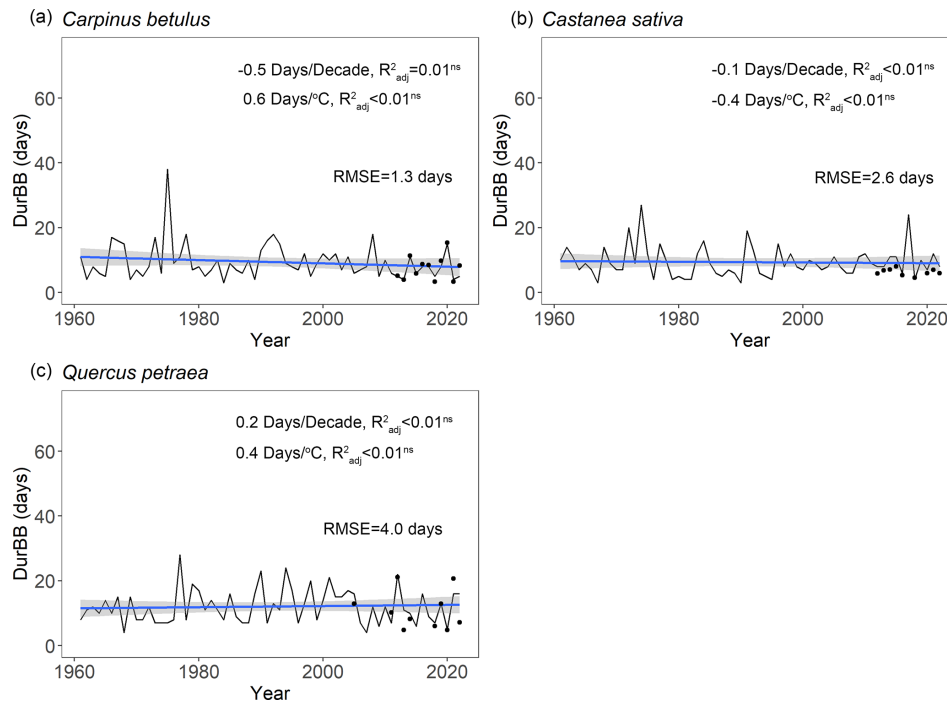 (a) Carpinus betulus
-0.5 Days/Decade, R²adj=0.01ns
0.6 Days/°C, R²adj<0.01ns
RMSE=1.3 days
60
40
20
0
DurBB (days)
1960 1980 2000 2020
Year
(b) Castanea sativa
-0.1 Days/Decade, R²adj<0.01ns
-0.4 Days/°C, R²adj<0.01ns
RMSE=2.6 days
60
40
20
0
DurBB (days)
1960 1980 2000 2020
Year
(c) Quercus petraea
0.2 Days/Decade, R²adj<0.01ns
0.4 Days/°C, R²adj<0.01ns
RMSE=4.0 days
60
40
20
0
DurBB (days)
1960 1980 2000 2020
Year